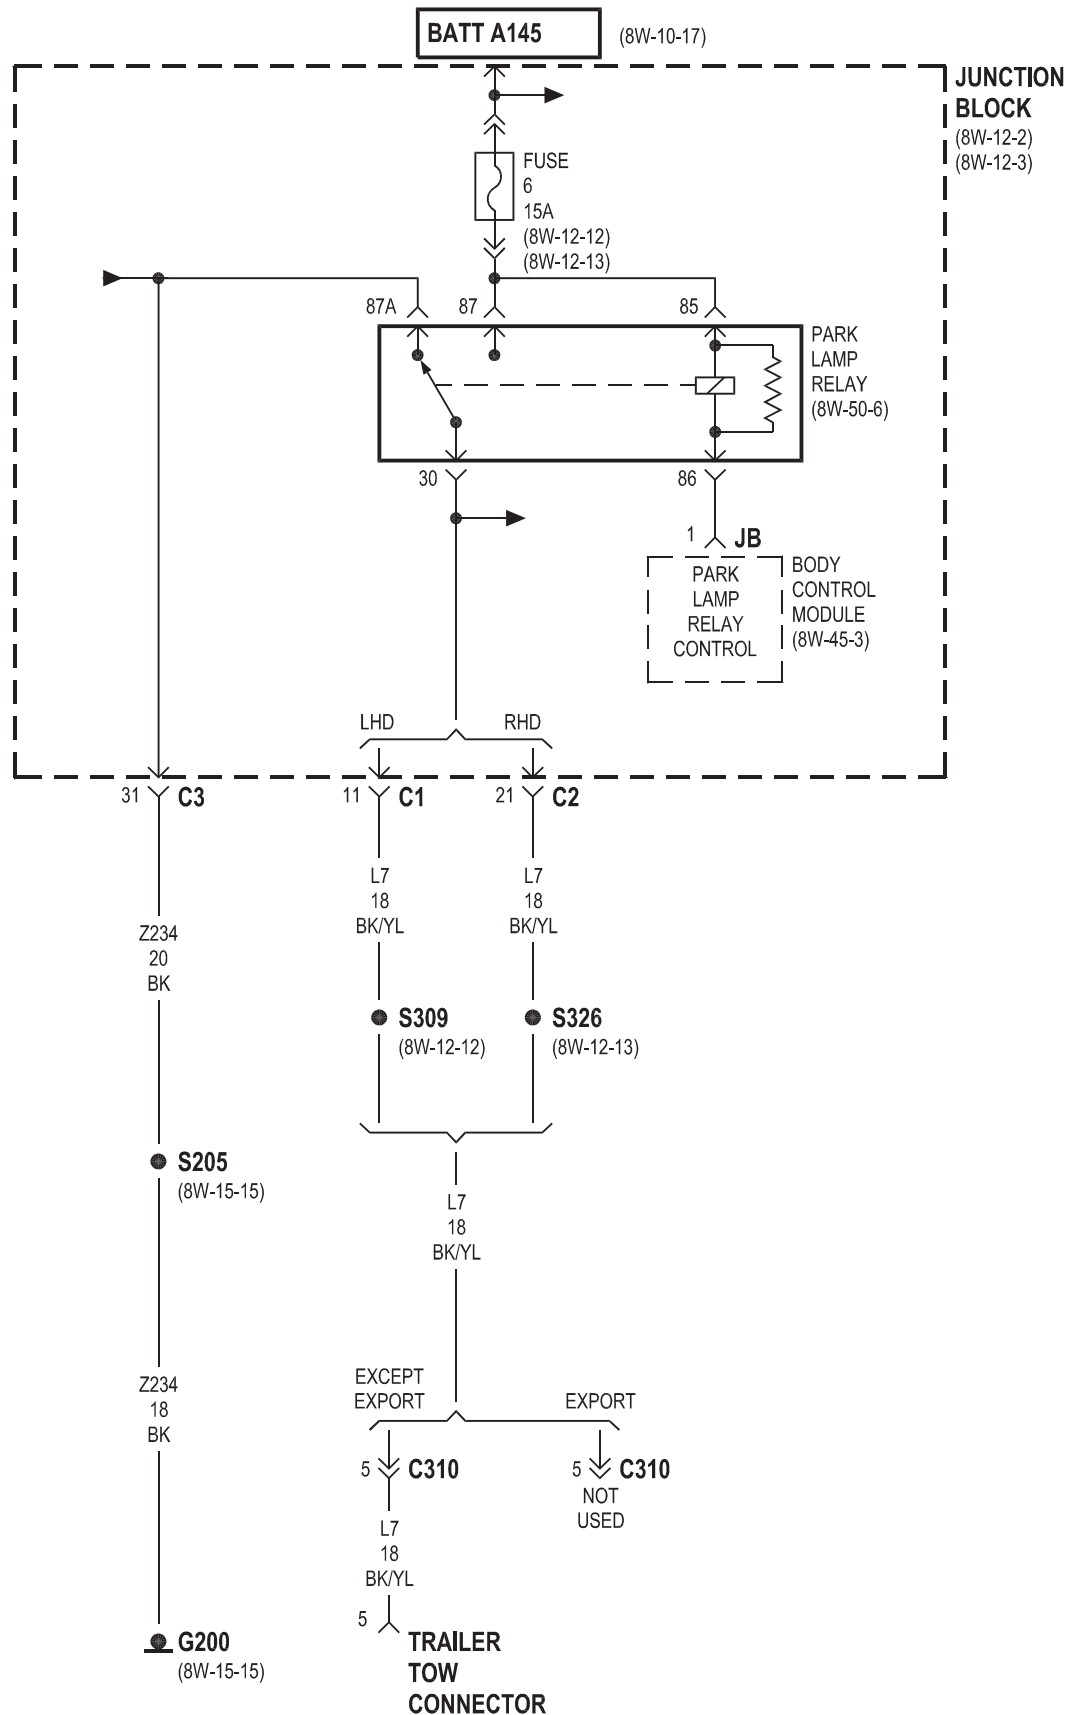 BATT A145
(8W-10-17)
JUNCTION
BLOCK
(8W-12-2)
(8W-12-3)
FUSE
6
15A
(8W-12-12)
(8W-12-13)
87A
87
85
PARK
LAMP
RELAY
(8W-50-6)
30
86
1
JB
PARK
LAMP
RELAY
CONTROL
BODY
CONTROL
MODULE
(8W-45-3)
LHD
RHD
31
C3
11
C1
21
C2
L7
18
BK/YL
L7
18
BK/YL
Z234
20
BK
S309
(8W-12-12)
S326
(8W-12-13)
S205
(8W-15-15)
L7
18
BK/YL
Z234
18
BK
EXCEPT
EXPORT
EXPORT
5
C310
5
C310
NOT
USED
L7
18
BK/YL
5
TRAILER
TOW
CONNECTOR
G200
(8W-15-15)